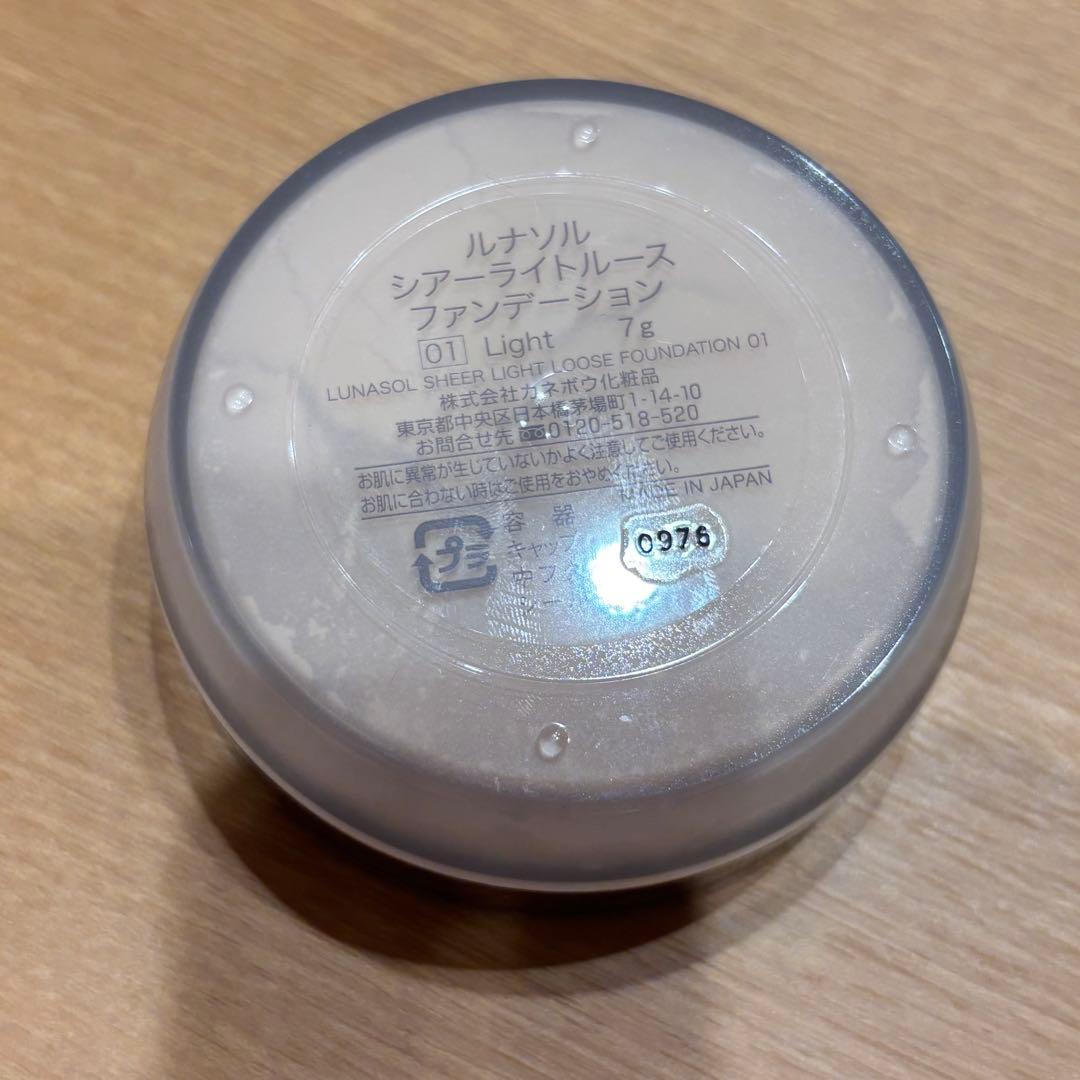 ルナソル
シアーライトルース
ファンデーション
01 Light 7g
LUNASOL SHEER LIGHT LOOSE FOUNDATION 01
株式会社カネボウ化粧品
東京都中央区日本橋茅場町1-14-10
お問合せ先 0120-518-520
お肌に異常が生じていないかよく注意してご使用ください。
お肌に合わない時はご使用をおやめください。
MADE IN JAPAN
プラ
容器
キャップ
0976